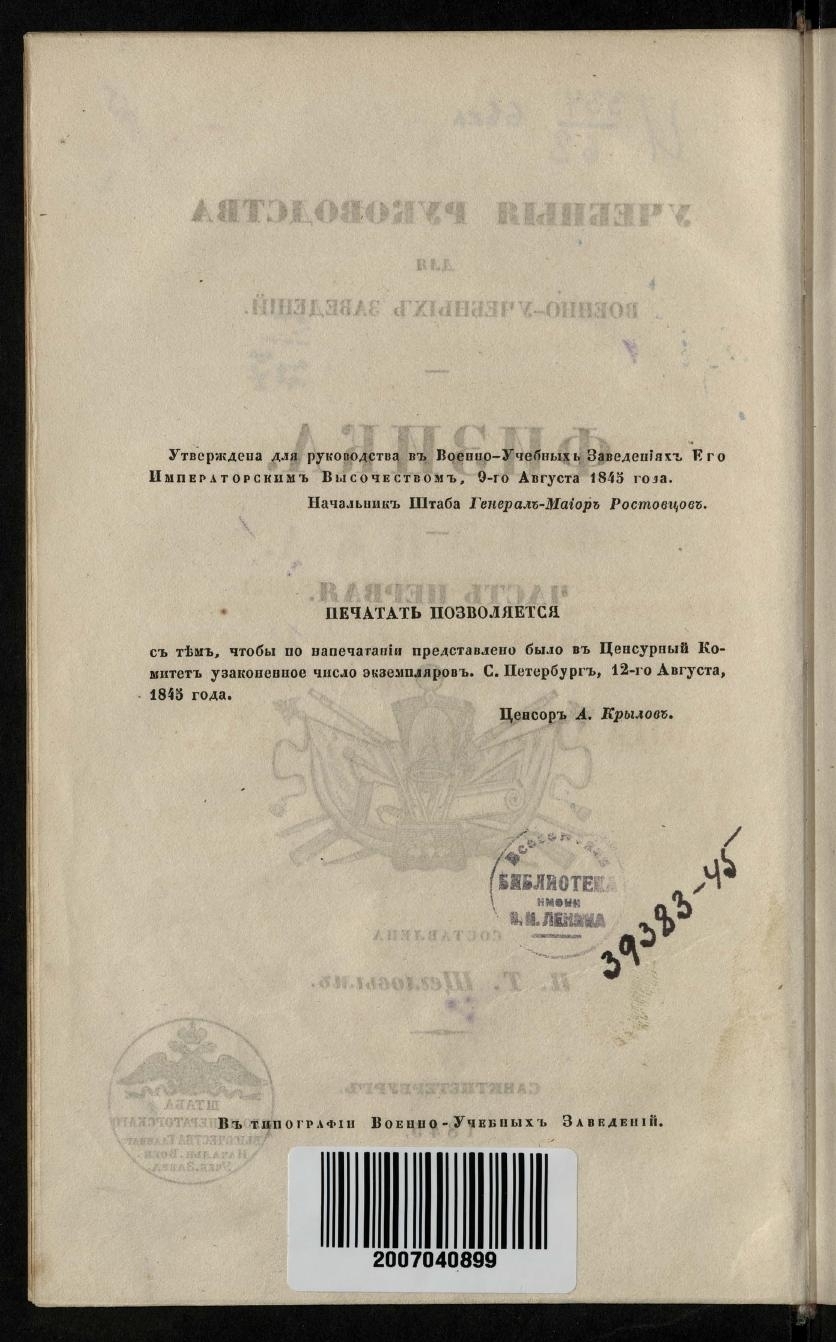 Утверждена для руководства въ Военно-Учебныхъ Заведеніяхъ Его
Императорскимъ Высочествомъ, 9-го Августа 1845 года.
Начальникъ Штаба Генералъ-Маіоръ Ростовцовъ.
ПЕЧАТАТЬ ПОЗВОЛЯЕТСЯ
съ тѣмъ, чтобы по напечатаніи представлено было въ Ценсурный Ко-
митетъ узаконенное число экземпляровъ. С. Петербургъ, 12-го Августа,
1845 года.
Ценсоръ А. Крыловъ.
БИБЛИОТЕКА
ИМЕНИ
В. И. ЛЕНИНА
39383-45
Въ типографіи Военно-Учебныхъ Заведеній.
2007040899